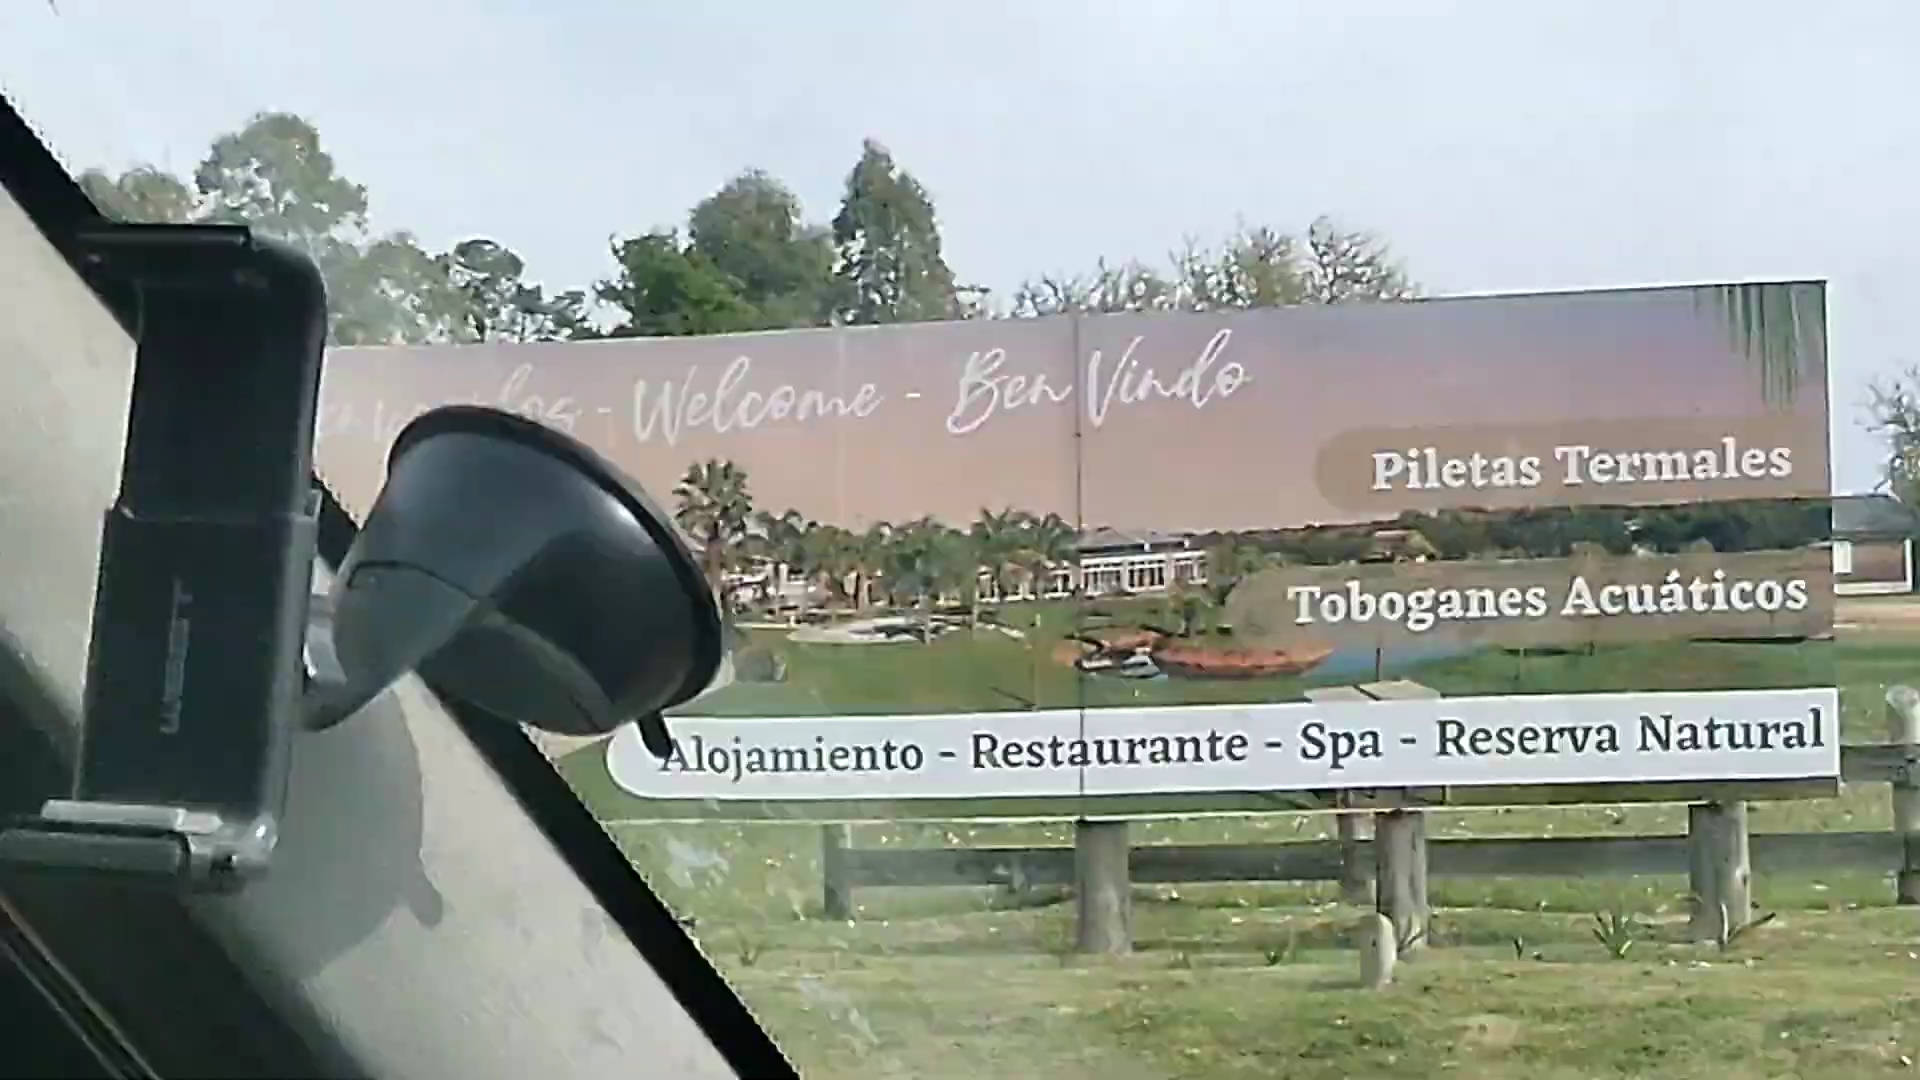 - Welcome - Ben Vindo
Piletas Termales
Toboganes Acuáticos
Alojamiento - Restaurante - Spa - Reserva Natural